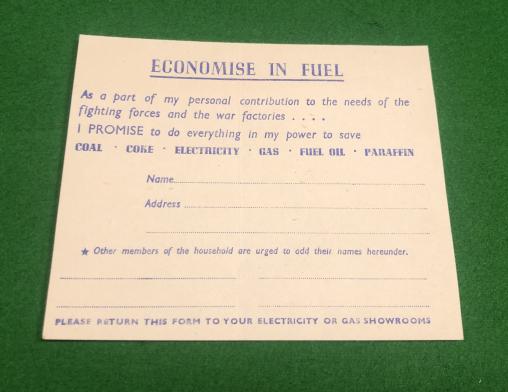 ECONOMISE IN FUEL
As a part of my personal contribution to the needs of the
fighting forces and the war factories . . . .
I PROMISE to do everything in my power to save
COAL · COKE · ELECTRICITY · GAS · FUEL OIL · PARAFFIN
Name
Address
★ Other members of the household are urged to add their names hereunder.
PLEASE RETURN THIS FORM TO YOUR ELECTRICITY OR GAS SHOWROOMS